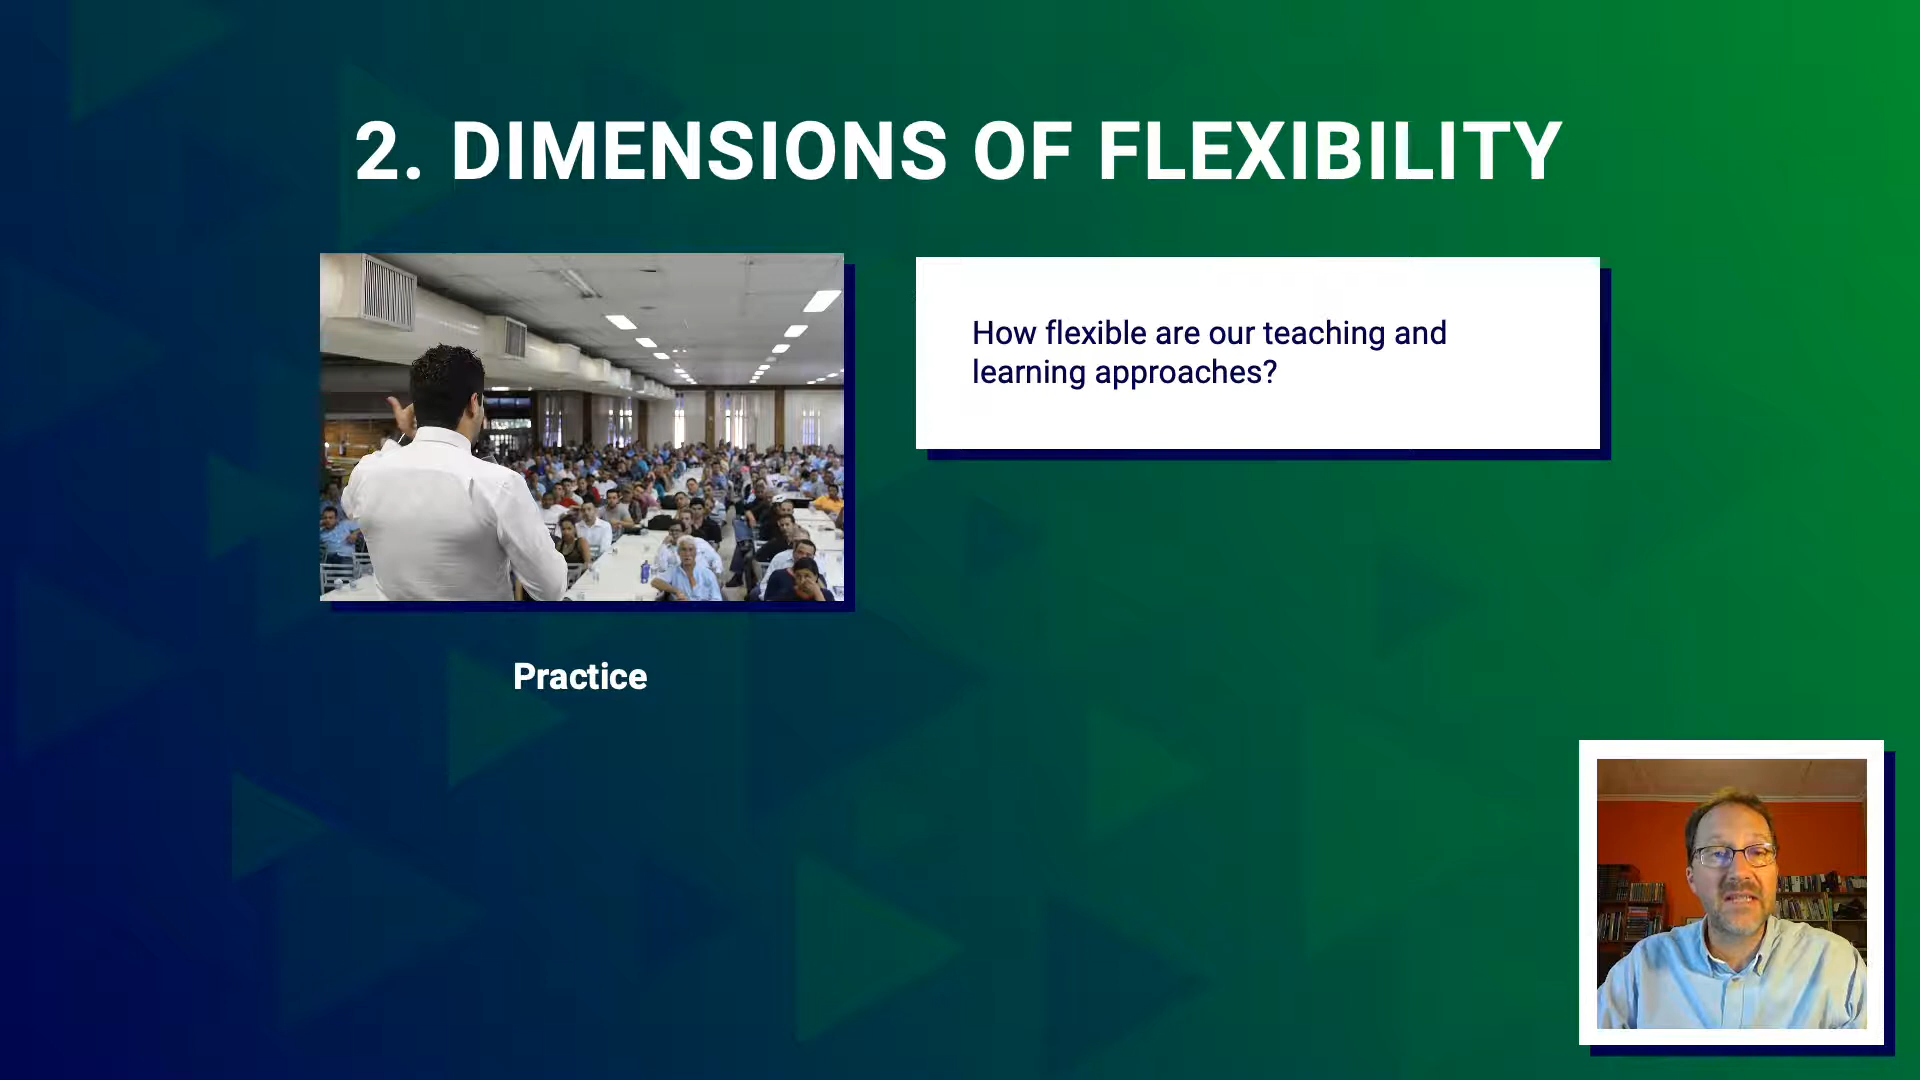 2. DIMENSIONS OF FLEXIBILITY
How flexible are our teaching and
learning approaches?
Practice